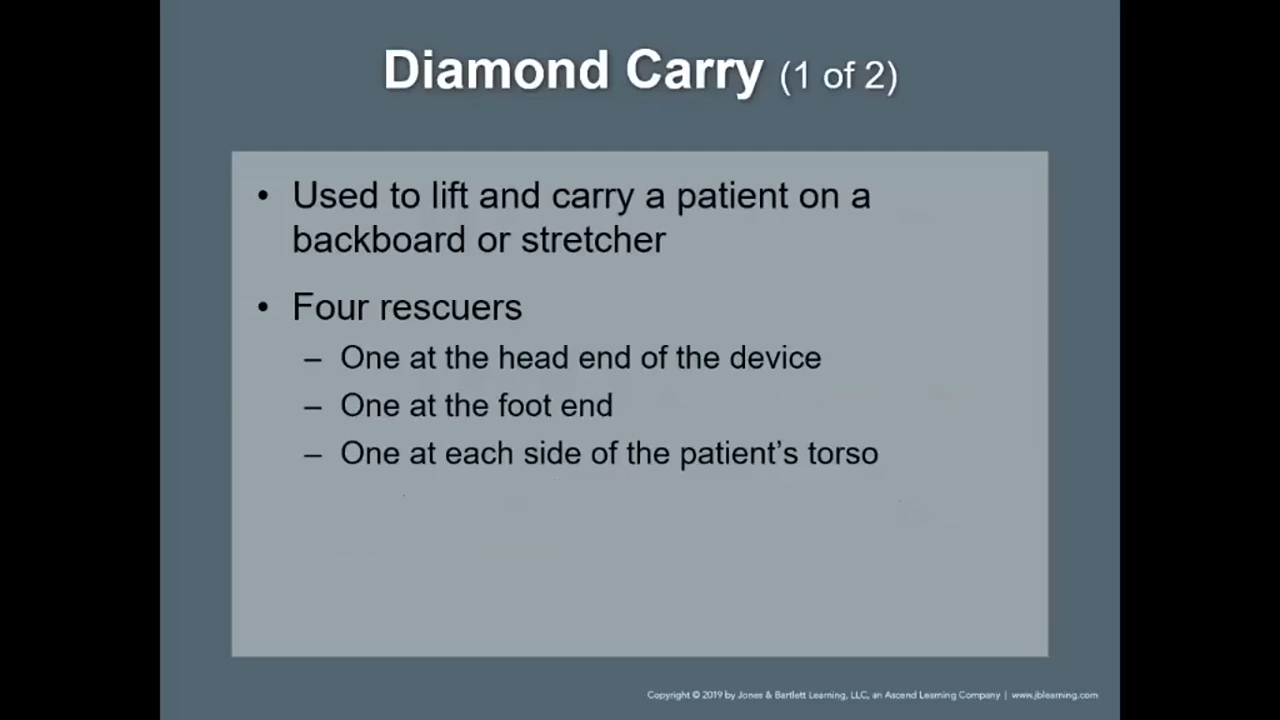 Diamond Carry (1 of 2)
• Used to lift and carry a patient on a
backboard or stretcher
• Four rescuers
– One at the head end of the device
– One at the foot end
– One at each side of the patient’s torso
Copyright © 2019 by Jones & Bartlett Learning, LLC, an Ascend Learning Company | www.jblearning.com